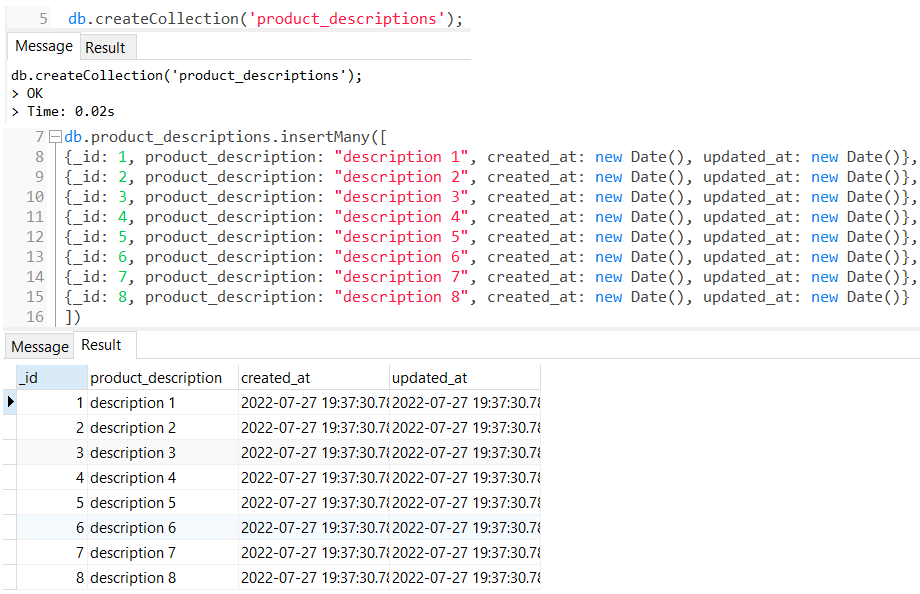 5 db.createCollection('product_descriptions');
Message Result
db.createCollection('product_descriptions');
> OK
> Time: 0.02s
7 db.product_descriptions.insertMany([
8 {_id: 1, product_description: "description 1", created_at: new Date(), updated_at: new Date()},
9 {_id: 2, product_description: "description 2", created_at: new Date(), updated_at: new Date()},
10 {_id: 3, product_description: "description 3", created_at: new Date(), updated_at: new Date()},
11 {_id: 4, product_description: "description 4", created_at: new Date(), updated_at: new Date()},
12 {_id: 5, product_description: "description 5", created_at: new Date(), updated_at: new Date()},
13 {_id: 6, product_description: "description 6", created_at: new Date(), updated_at: new Date()},
14 {_id: 7, product_description: "description 7", created_at: new Date(), updated_at: new Date()},
15 {_id: 8, product_description: "description 8", created_at: new Date(), updated_at: new Date()}
16 ])
Message Result
_id product_description created_at updated_at
1 description 1 2022-07-27 19:37:30.78 2022-07-27 19:37:30.78
2 description 2 2022-07-27 19:37:30.78 2022-07-27 19:37:30.78
3 description 3 2022-07-27 19:37:30.78 2022-07-27 19:37:30.78
4 description 4 2022-07-27 19:37:30.78 2022-07-27 19:37:30.78
5 description 5 2022-07-27 19:37:30.78 2022-07-27 19:37:30.78
6 description 6 2022-07-27 19:37:30.78 2022-07-27 19:37:30.78
7 description 7 2022-07-27 19:37:30.78 2022-07-27 19:37:30.78
8 description 8 2022-07-27 19:37:30.78 2022-07-27 19:37:30.78